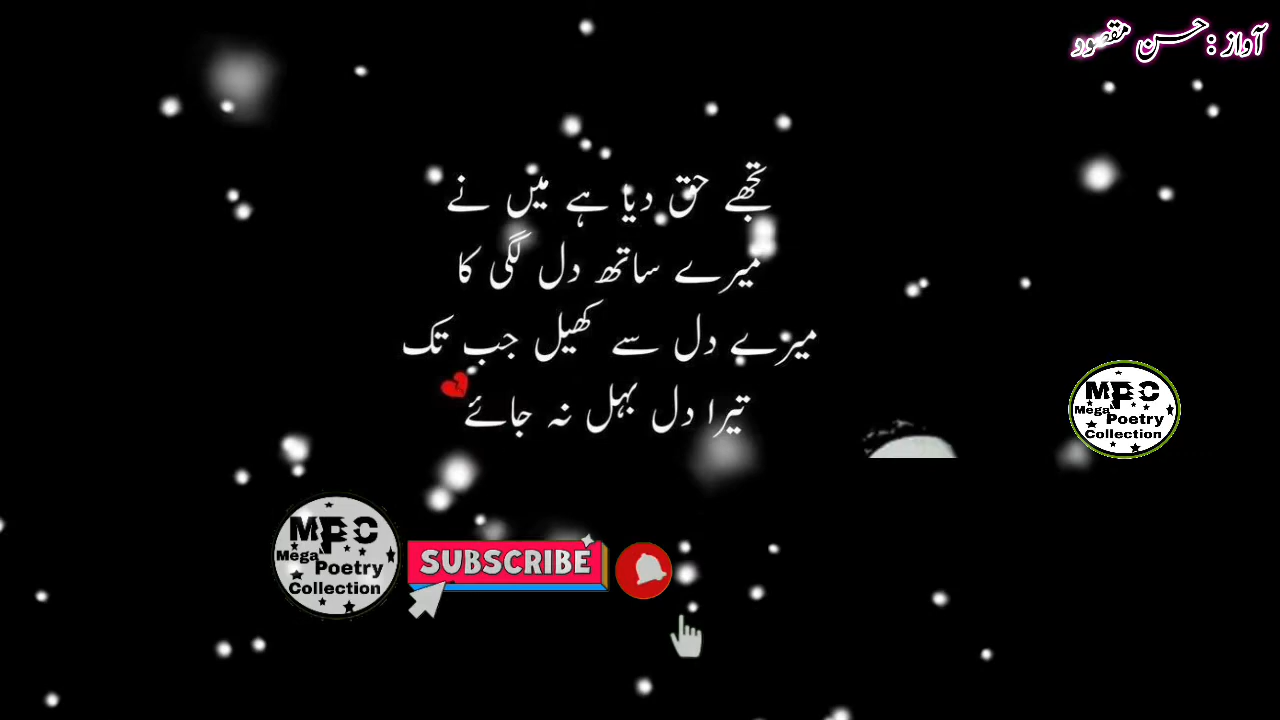 آواز : حسن مقصود
تجھے حق دیا ہے میں نے
میرے ساتھ دل لگی کا
میرے دل سے کھیل جب تک
تیرا دل بہل نہ جائے
MPC
Mega
Poetry
Collection
MPC
Mega
Poetry
Collection
SUBSCRIBE